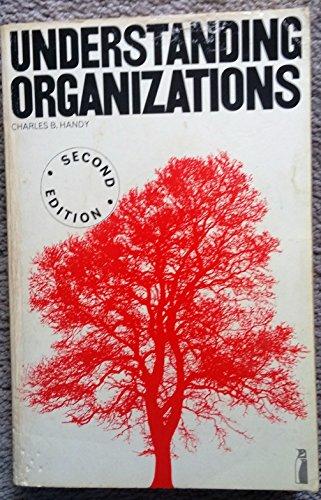 UNDERSTANDING
ORGANIZATIONS
CHARLES B. HANDY
· SECOND EDITION ·